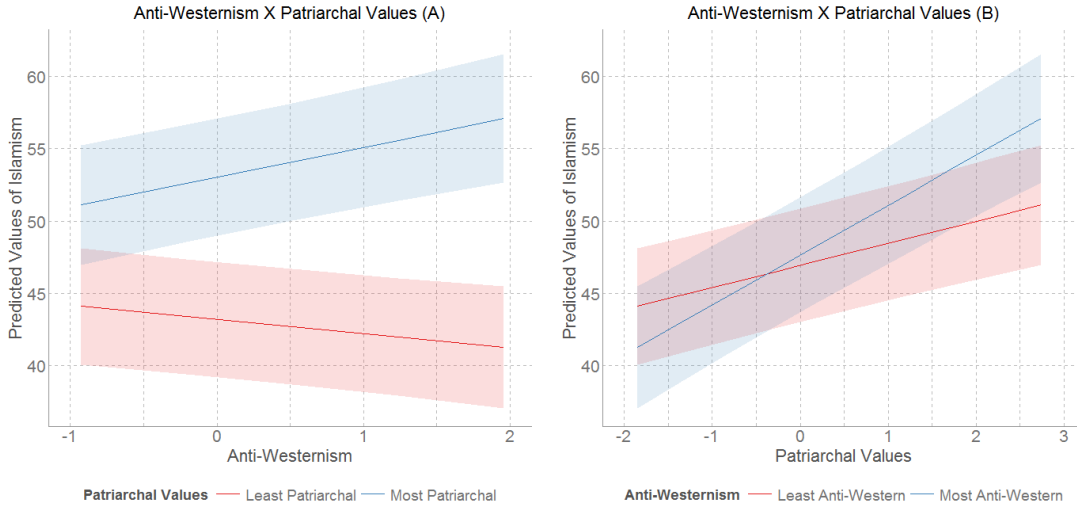 Anti-Westernism X Patriarchal Values (A)
Predicted Values of Islamism
60
55
50
45
40
-1
0
1
2
Anti-Westernism
Patriarchal Values
Least Patriarchal
Most Patriarchal
Anti-Westernism X Patriarchal Values (B)
Predicted Values of Islamism
60
55
50
45
40
-2
-1
0
1
2
3
Patriarchal Values
Anti-Westernism
Least Anti-Western
Most Anti-Western